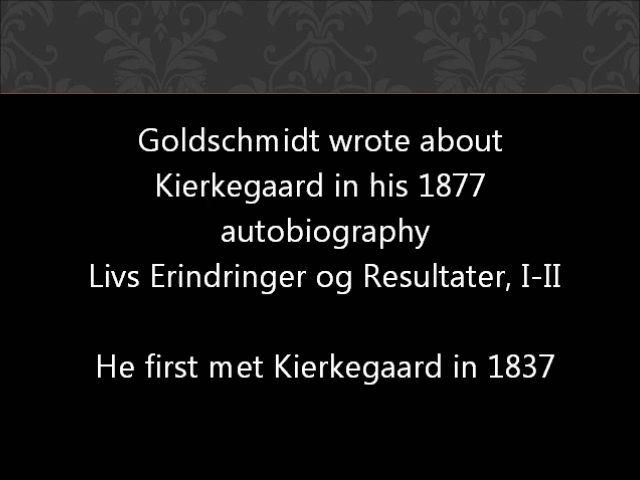 Goldschmidt wrote about
Kierkegaard in his 1877
autobiography
Livs Erindringer og Resultater, I-II
He first met Kierkegaard in 1837